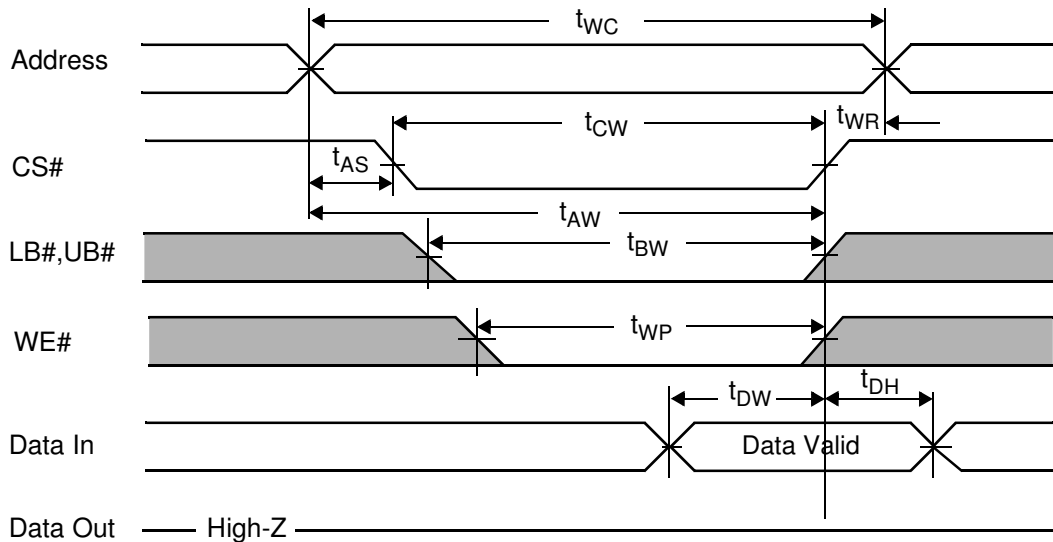 tWC
Address
tCW
tWR
CS#
tAS
tAW
LB#,UB#
tBW
WE#
tWP
tDW
tDH
Data In
Data Valid
Data Out
High-Z